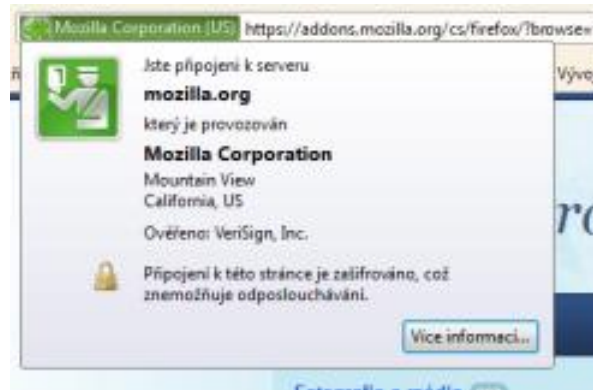 Mozilla Corporation (US) https://addons.mozilla.org/cs/firefox/?browse=
Jste připojeni k serveru
mozilla.org
který je provozován
Mozilla Corporation
Mountain View
California, US
Ověřeno: VeriSign, Inc.
Připojení k této stránce je zašifrováno, což
znemožňuje odposlouchávání.
Více informací...